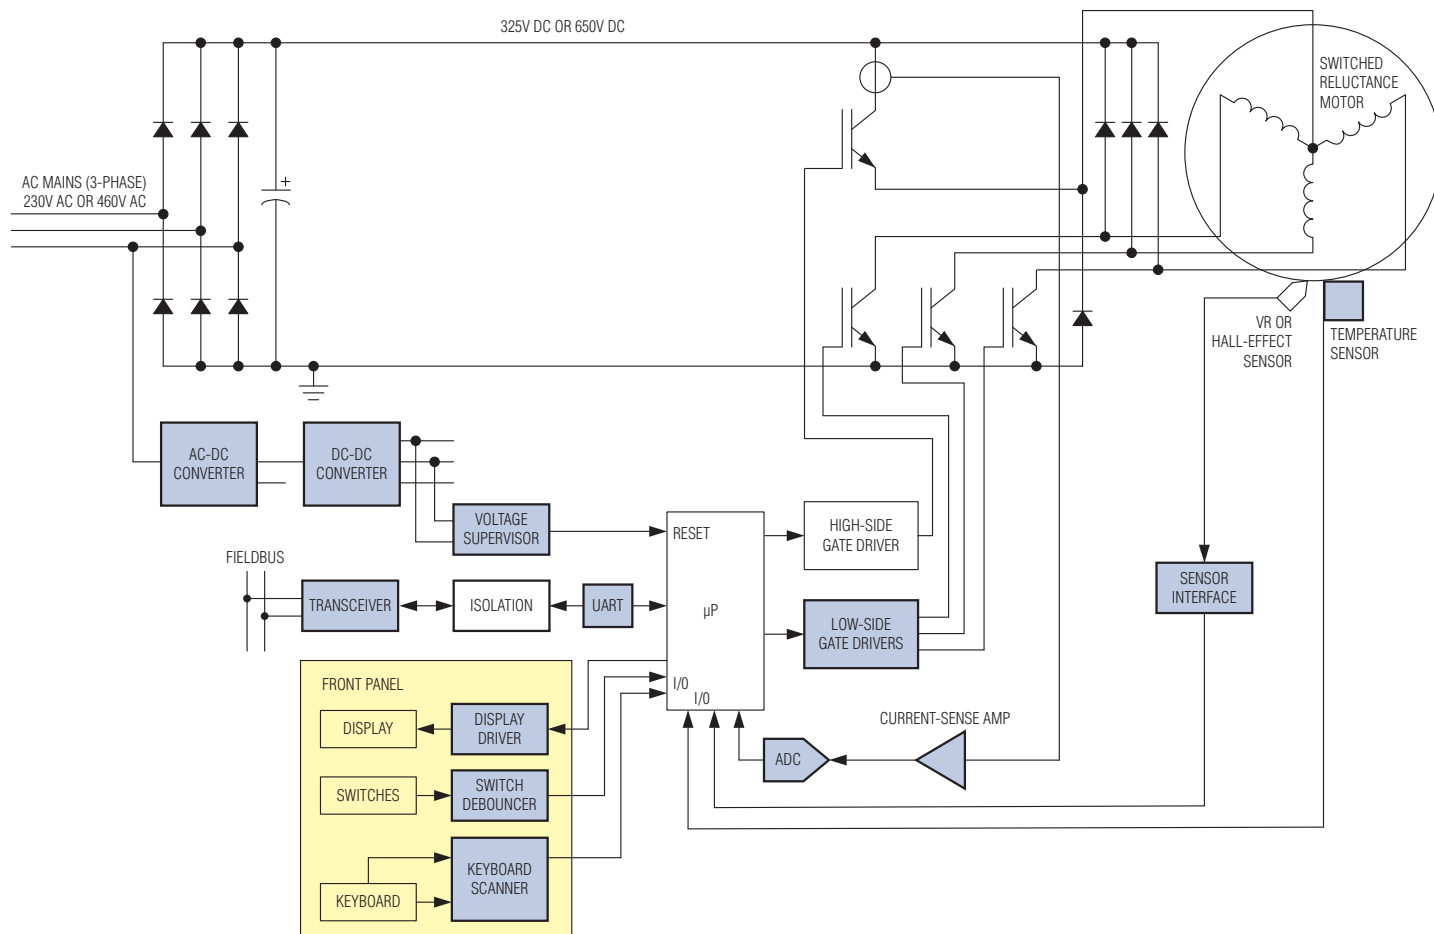 325V DC OR 650V DC
SWITCHED
RELUCTANCE
MOTOR
AC MAINS (3-PHASE)
230V AC OR 460V AC
+
VR OR
HALL-EFFECT
SENSOR
TEMPERATURE
SENSOR
AC-DC
CONVERTER
DC-DC
CONVERTER
VOLTAGE
SUPERVISOR
RESET
HIGH-SIDE
GATE DRIVER
FIELDBUS
TRANSCEIVER
ISOLATION
UART
µP
LOW-SIDE
GATE DRIVERS
SENSOR
INTERFACE
I/O
I/O
FRONT PANEL
DISPLAY
DISPLAY
DRIVER
CURRENT-SENSE AMP
ADC
SWITCHES
SWITCH
DEBOUNCER
KEYBOARD
KEYBOARD
SCANNER